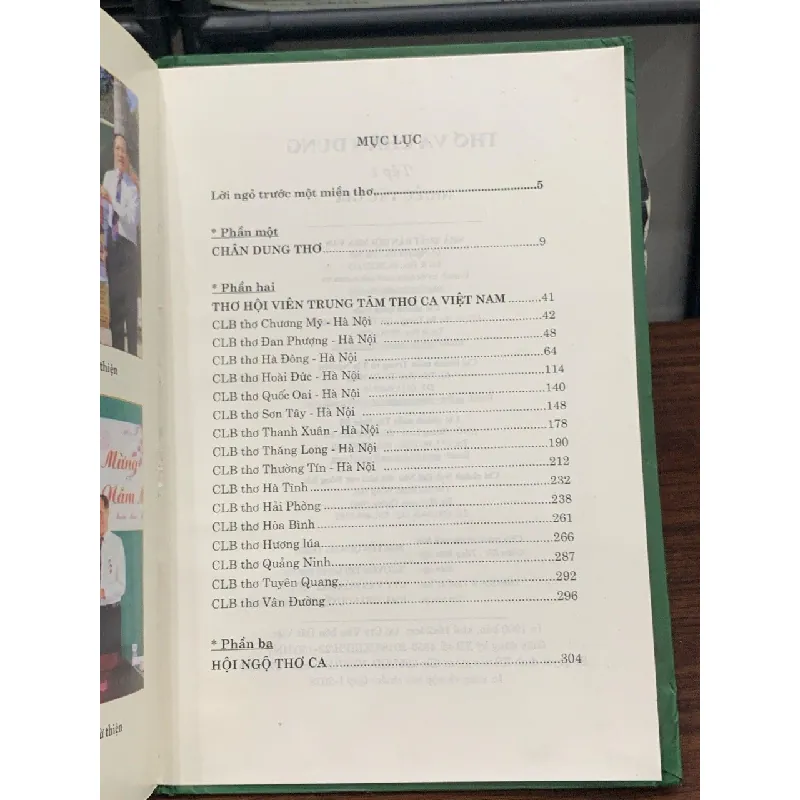 thiện
Mừng
Năm
từ thiện
MỤC LỤC
Lời ngỏ trước một miền thơ.....5
* Phần một
CHÂN DUNG THƠ.....9
* Phần hai
THƠ HỘI VIÊN TRUNG TÂM THƠ CA VIỆT NAM.....41
CLB thơ Chương Mỹ - Hà Nội.....42
CLB thơ Đan Phượng - Hà Nội.....48
CLB thơ Hà Đông - Hà Nội.....64
CLB thơ Hoài Đức - Hà Nội.....114
CLB thơ Quốc Oai - Hà Nội.....140
CLB thơ Sơn Tây - Hà Nội.....148
CLB thơ Thanh Xuân - Hà Nội.....178
CLB thơ Thăng Long - Hà Nội.....190
CLB thơ Thường Tín - Hà Nội.....212
CLB thơ Hà Tĩnh.....232
CLB thơ Hải Phòng.....238
CLB thơ Hòa Bình.....261
CLB thơ Hương lúa.....266
CLB thơ Quảng Ninh.....287
CLB thơ Tuyên Quang.....292
CLB thơ Vân Đường.....296
* Phần ba
HỘI NGỘ THƠ CA.....304